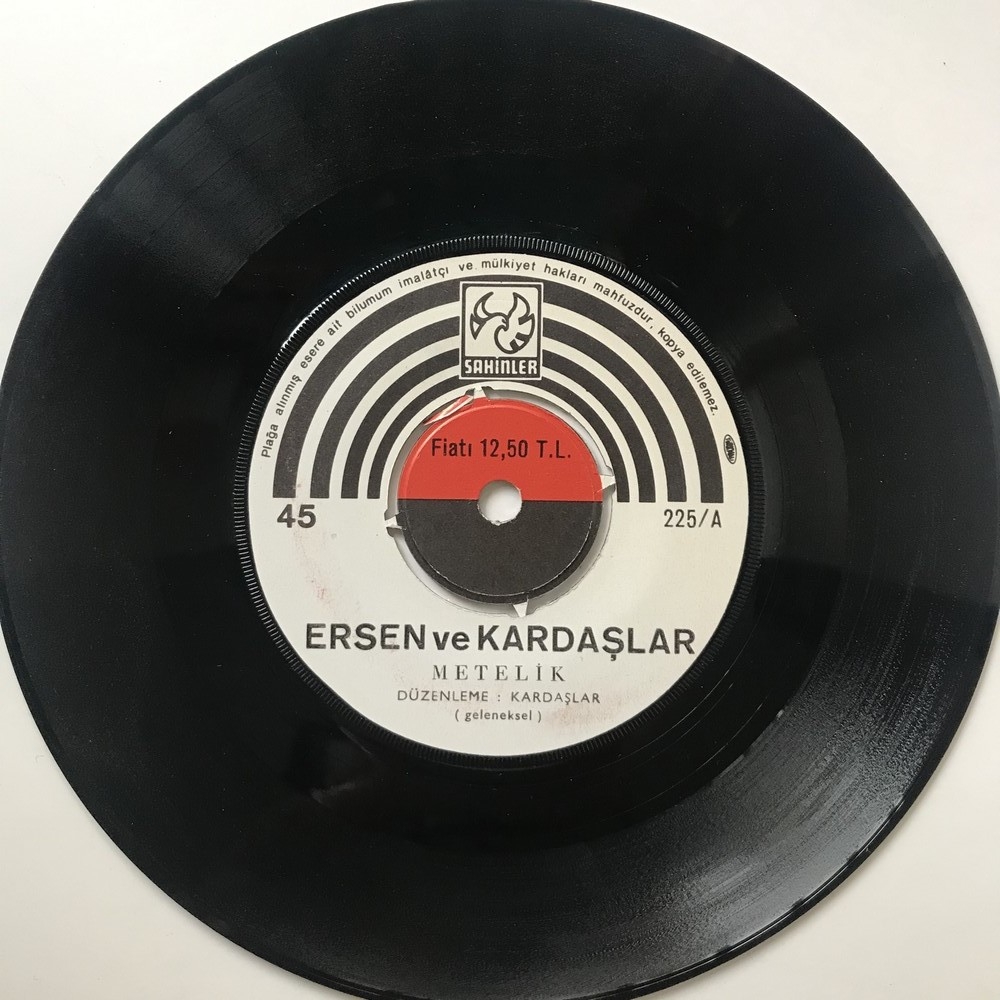 Plağa alınmış esere ait bilumum imalâtçı ve mülkiyet hakları mahfuzdur, kopya edilemez.
SAHİNLER
Fiatı 12,50 T.L.
45
225/A
ERSEN ve KARDAŞLAR
METELİK
DÜZENLEME : KARDAŞLAR
( geleneksel )